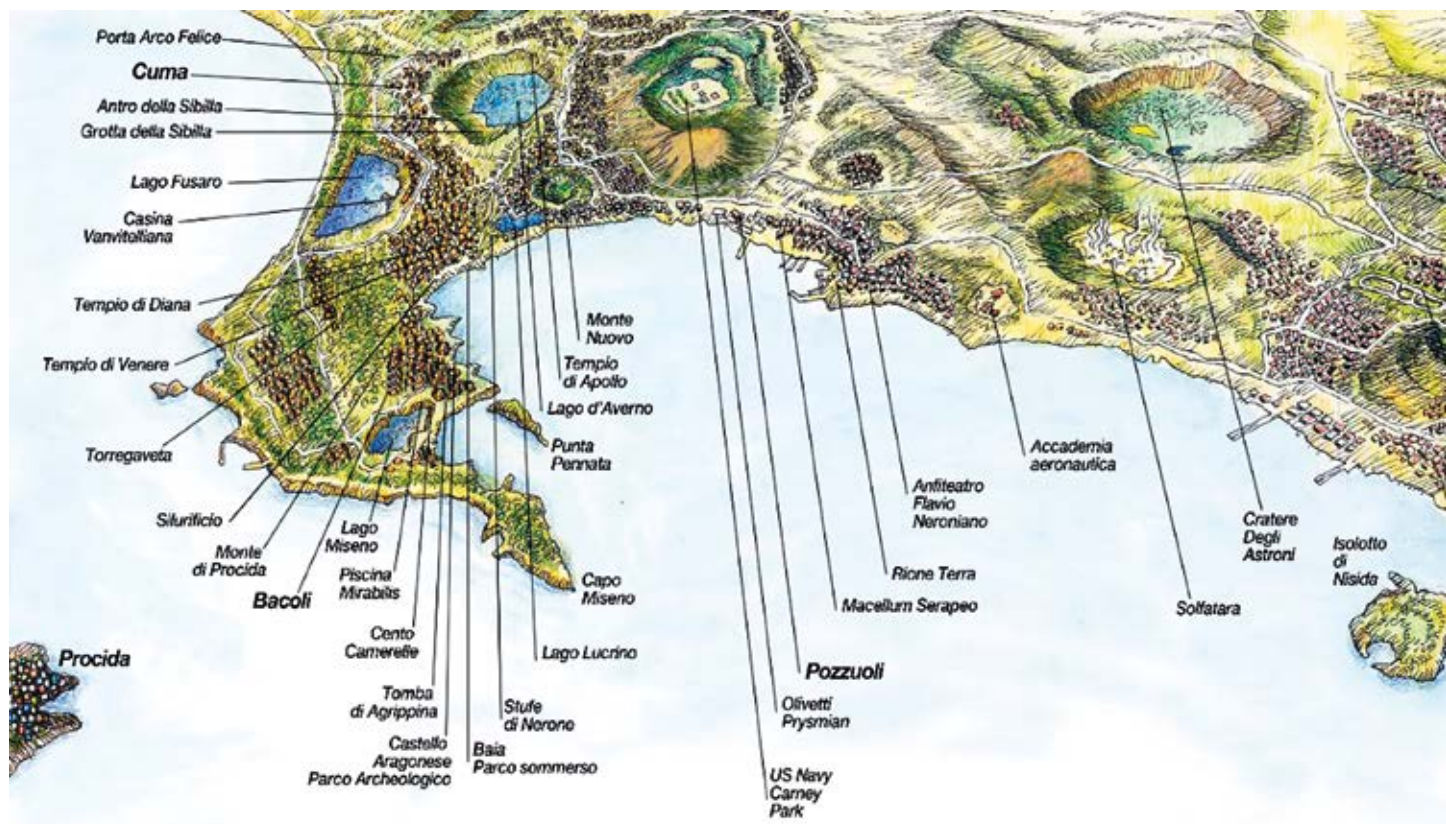 Porta Arco Felice
Cuma
Antro della Sibilla
Grotta della Sibilla
Lago Fusaro
Casina
Vanvitelliana
Tempio di Diana
Tempio di Venere
Torregaveta
Silurificio
Monte
di Procida
Bacoli
Lago
Miseno
Piscina
Mirabilis
Cento
Camerelle
Tomba
di Agrippina
Castello
Aragonese
Parco Archeologico
Baia
Parco sommerso
Stufe
di Nerone
Lago Lucrino
Capo
Miseno
Punta
Pennata
Lago d'Averno
Tempio
di Apollo
Monte
Nuovo
US Navy
Carney
Park
Olivetti
Prysmian
Pozzuoli
Macellum Serapeo
Rione Terra
Anfiteatro
Flavio
Neroniano
Accademia
aeronautica
Solfatara
Cratere
Degli
Astroni
Isolotto
di
Nisida
Procida